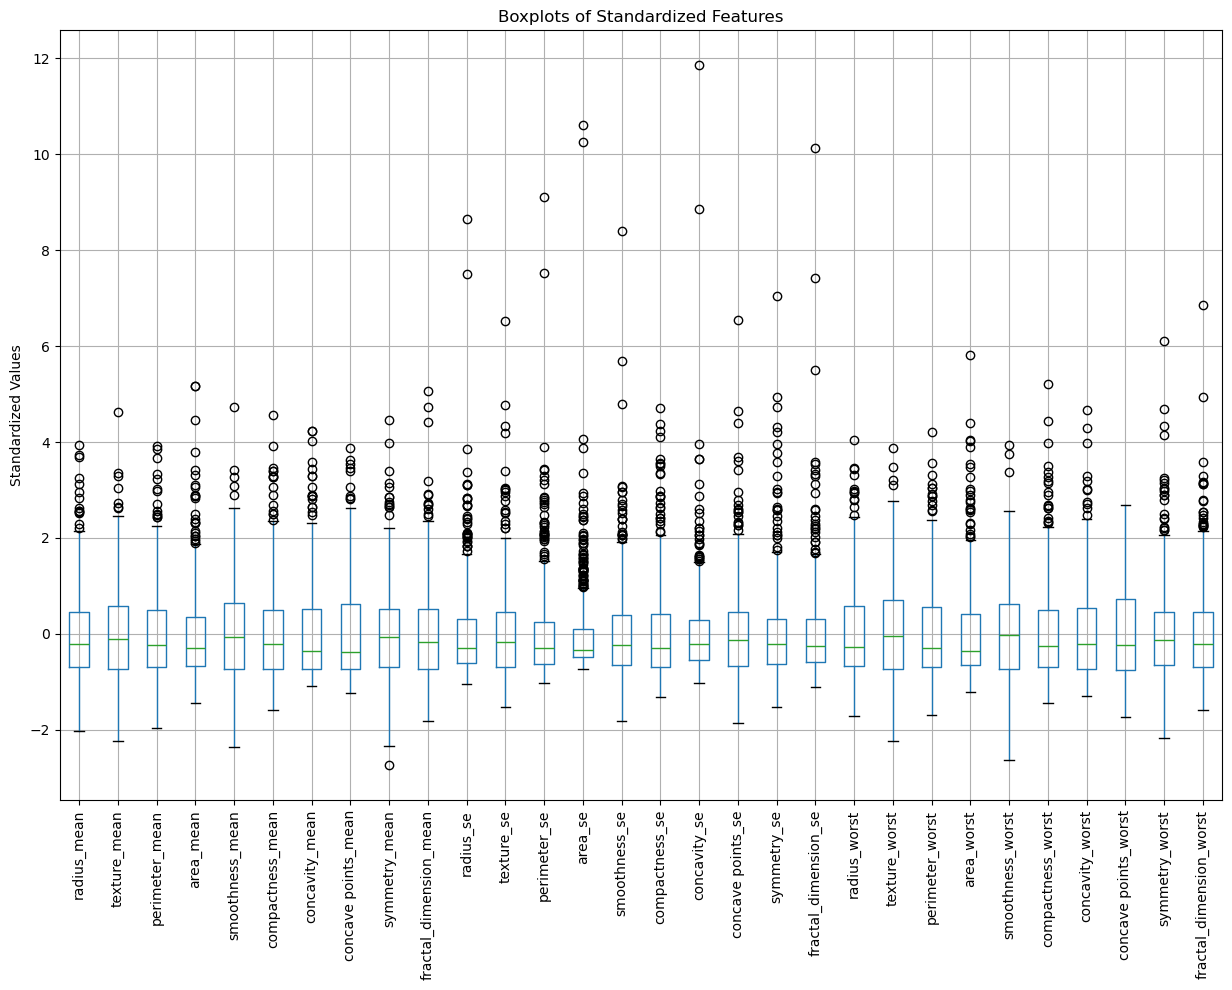 Boxplots of Standardized Features
Standardized Values
12
10
8
6
4
2
0
−2
radius_mean
texture_mean
perimeter_mean
area_mean
smoothness_mean
compactness_mean
concavity_mean
concave points_mean
symmetry_mean
fractal_dimension_mean
radius_se
texture_se
perimeter_se
area_se
smoothness_se
compactness_se
concavity_se
concave points_se
symmetry_se
fractal_dimension_se
radius_worst
texture_worst
perimeter_worst
area_worst
smoothness_worst
compactness_worst
concavity_worst
concave points_worst
symmetry_worst
fractal_dimension_worst